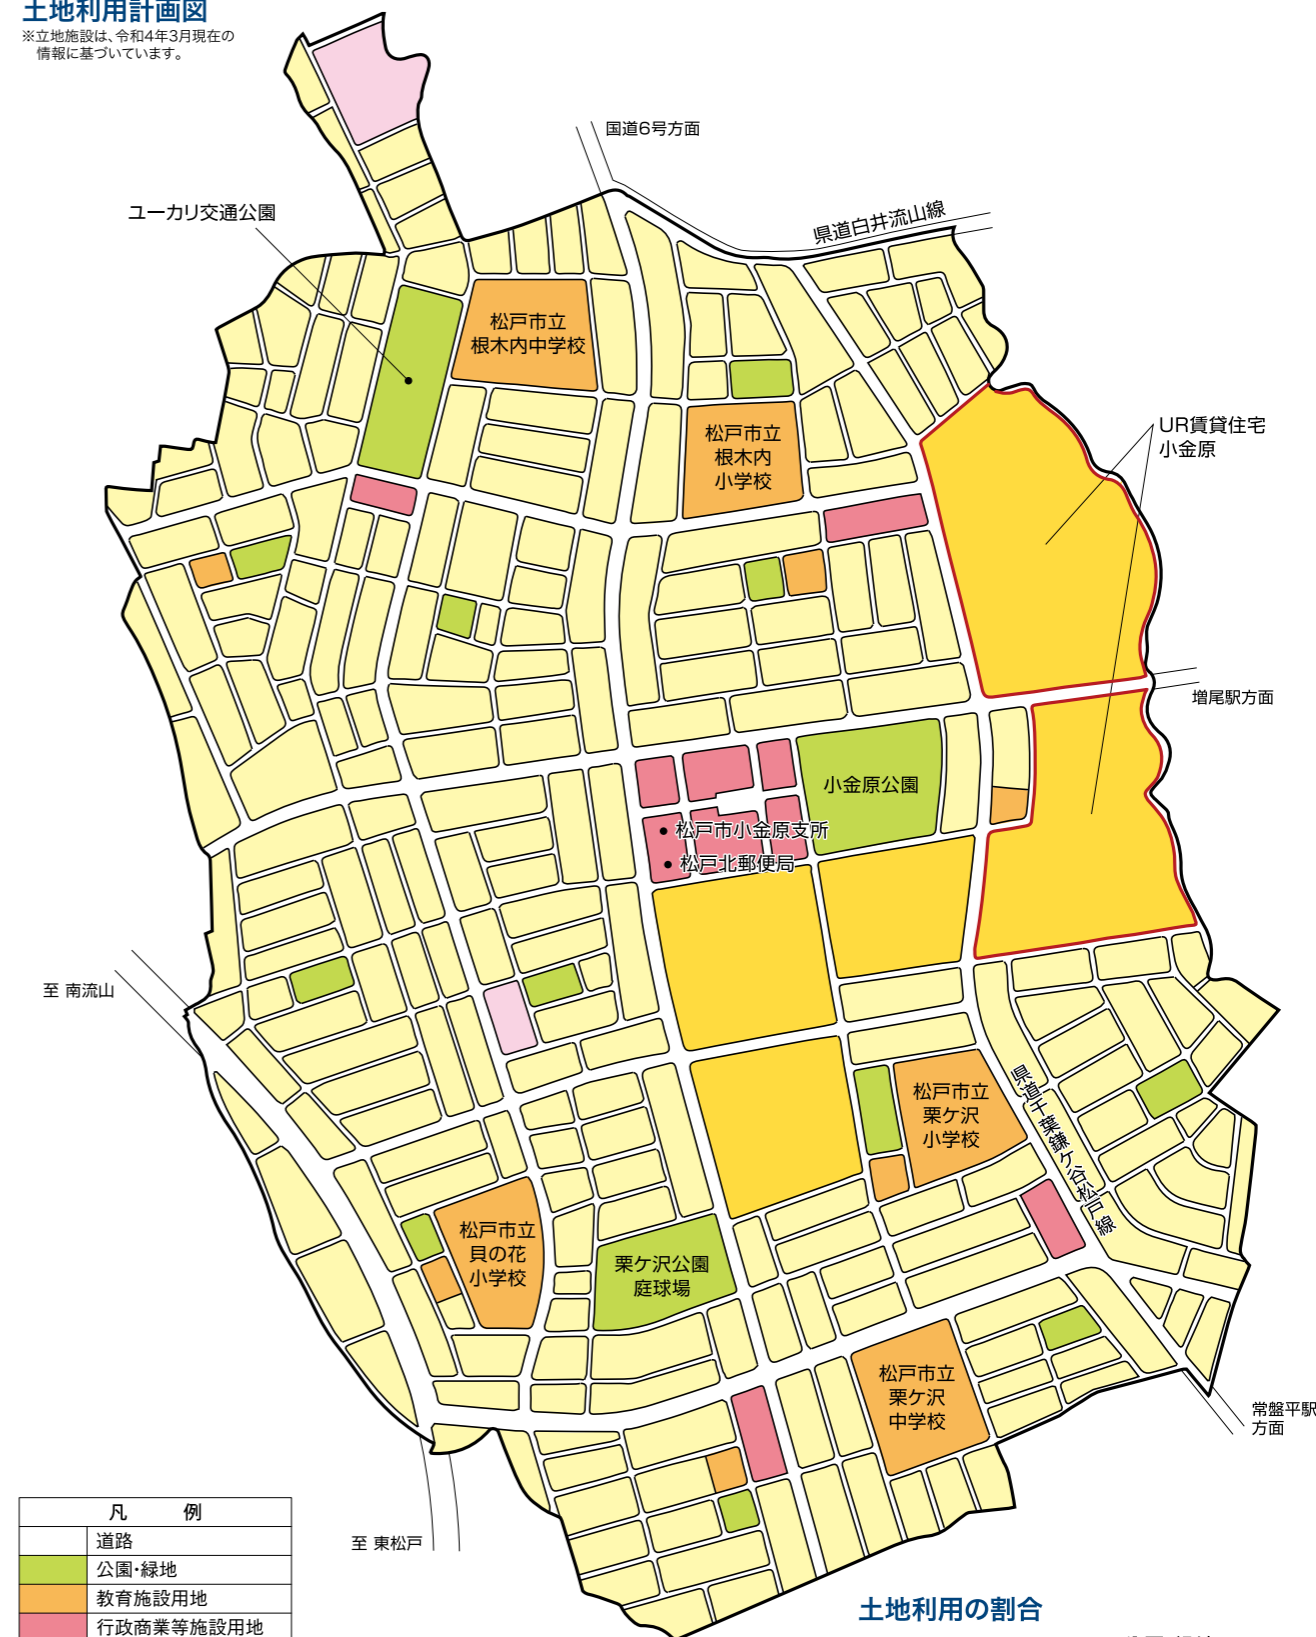 土地利用計画図
※立地施設は、令和4年3月現在の
情報に基づいています。
国道6号方面
ユーカリ交通公園
県道白井流山線
松戸市立
根木内中学校
UR賃貸住宅
小金原
松戸市立
根木内
小学校
増尾駅方面
小金原公園
松戸市小金原支所
松戸北郵便局
至 南流山
県道千葉鎌ケ谷松戸線
松戸市立
栗ケ沢
小学校
松戸市立
貝の花
小学校
栗ケ沢公園
庭球場
松戸市立
栗ケ沢
中学校
常盤平駅
方面
至 東松戸
凡 例
道路
公園・緑地
教育施設用地
行政商業等施設用地
土地利用の割合